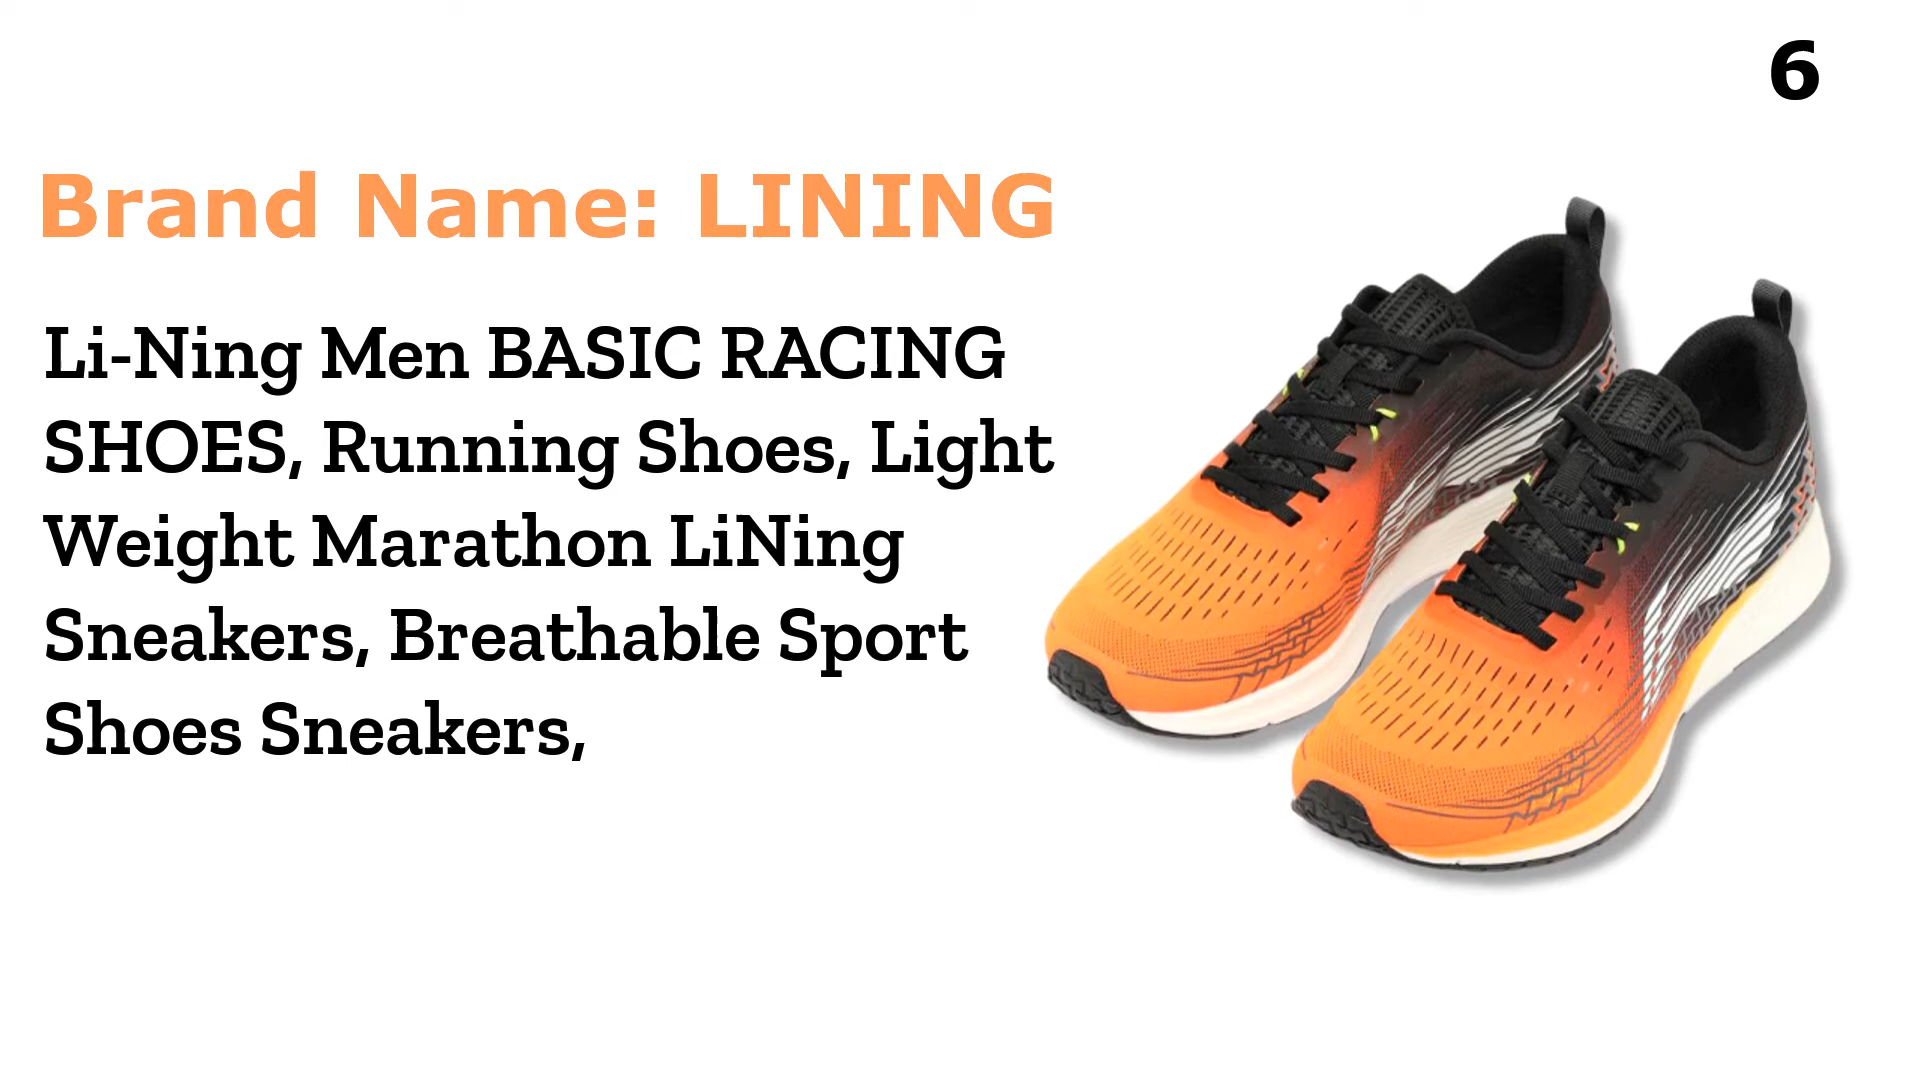 6
Brand Name: LINING
Li-Ning Men BASIC RACING
SHOES, Running Shoes, Light
Weight Marathon LiNing
Sneakers, Breathable Sport
Shoes Sneakers,